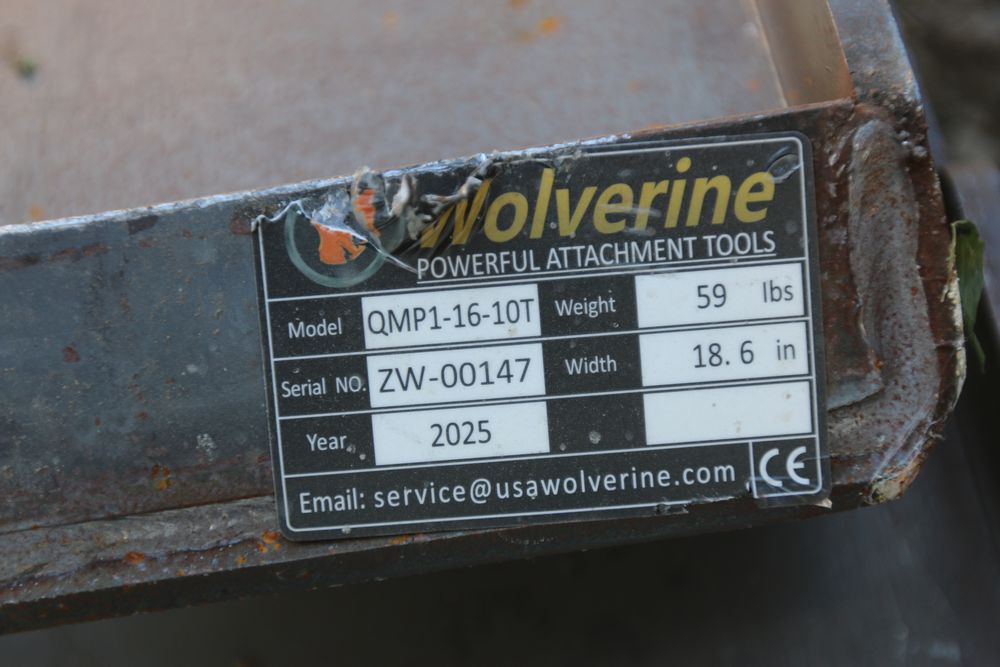 Wolverine
POWERFUL ATTACHMENT TOOLS
Model QMP1-16-10T Weight 59 lbs
Serial NO. ZW-00147 Width 18.6 in
Year 2025
Email: service@usawolverine.com CE